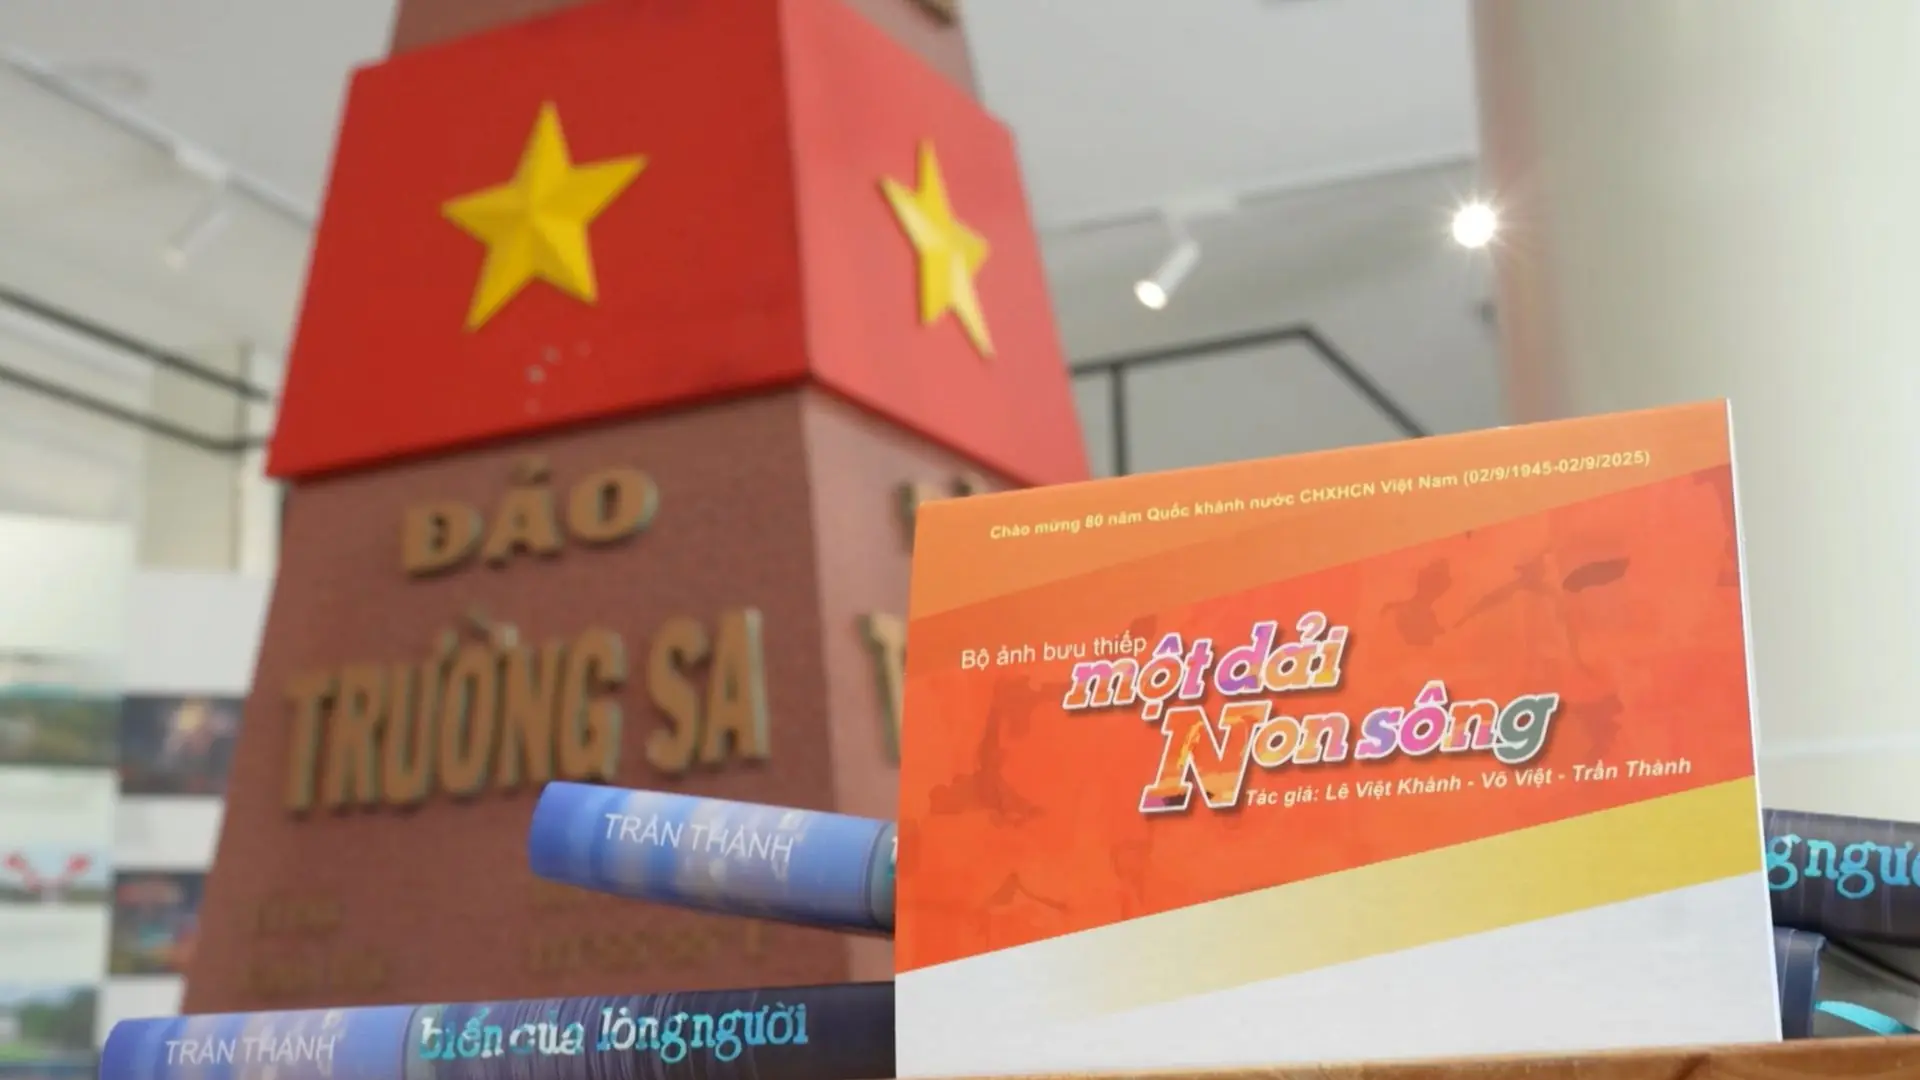 ĐẢO
TRƯỜNG SA
Chào mừng 80 năm Quốc khánh nước CHXHCN Việt Nam (02/9/1945-02/9/2025)
Bộ ảnh bưu thiếp
một dải
Non sông
Tác giả: Lê Việt Khánh - Võ Việt - Trần Thành
TRẦN THÀNH
TRẦN THÀNH biển của lòng người
g người